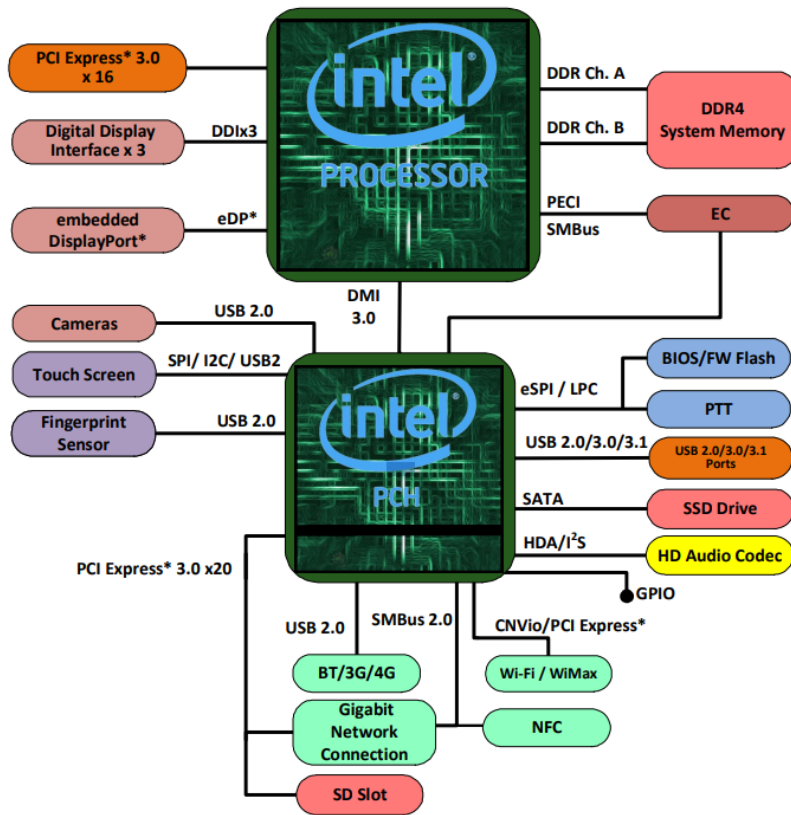 PCI Express* 3.0
x 16
Digital Display
Interface x 3
DDIx3
embedded
DisplayPort*
eDP*
intel®
PROCESSOR
DDR Ch. A
DDR Ch. B
DDR4
System Memory
PECI
SMBus
EC
DMI
3.0
Cameras
USB 2.0
Touch Screen
SPI/ I2C/ USB2
Fingerprint
Sensor
USB 2.0
intel®
PCH
eSPI / LPC
BIOS/FW Flash
PTT
USB 2.0/3.0/3.1
USB 2.0/3.0/3.1
Ports
SATA
SSD Drive
HDA/I²S
HD Audio Codec
GPIO
PCI Express* 3.0 x20
USB 2.0
SMBus 2.0
CNVio/PCI Express*
BT/3G/4G
Wi-Fi / WiMax
Gigabit
Network
Connection
NFC
SD Slot